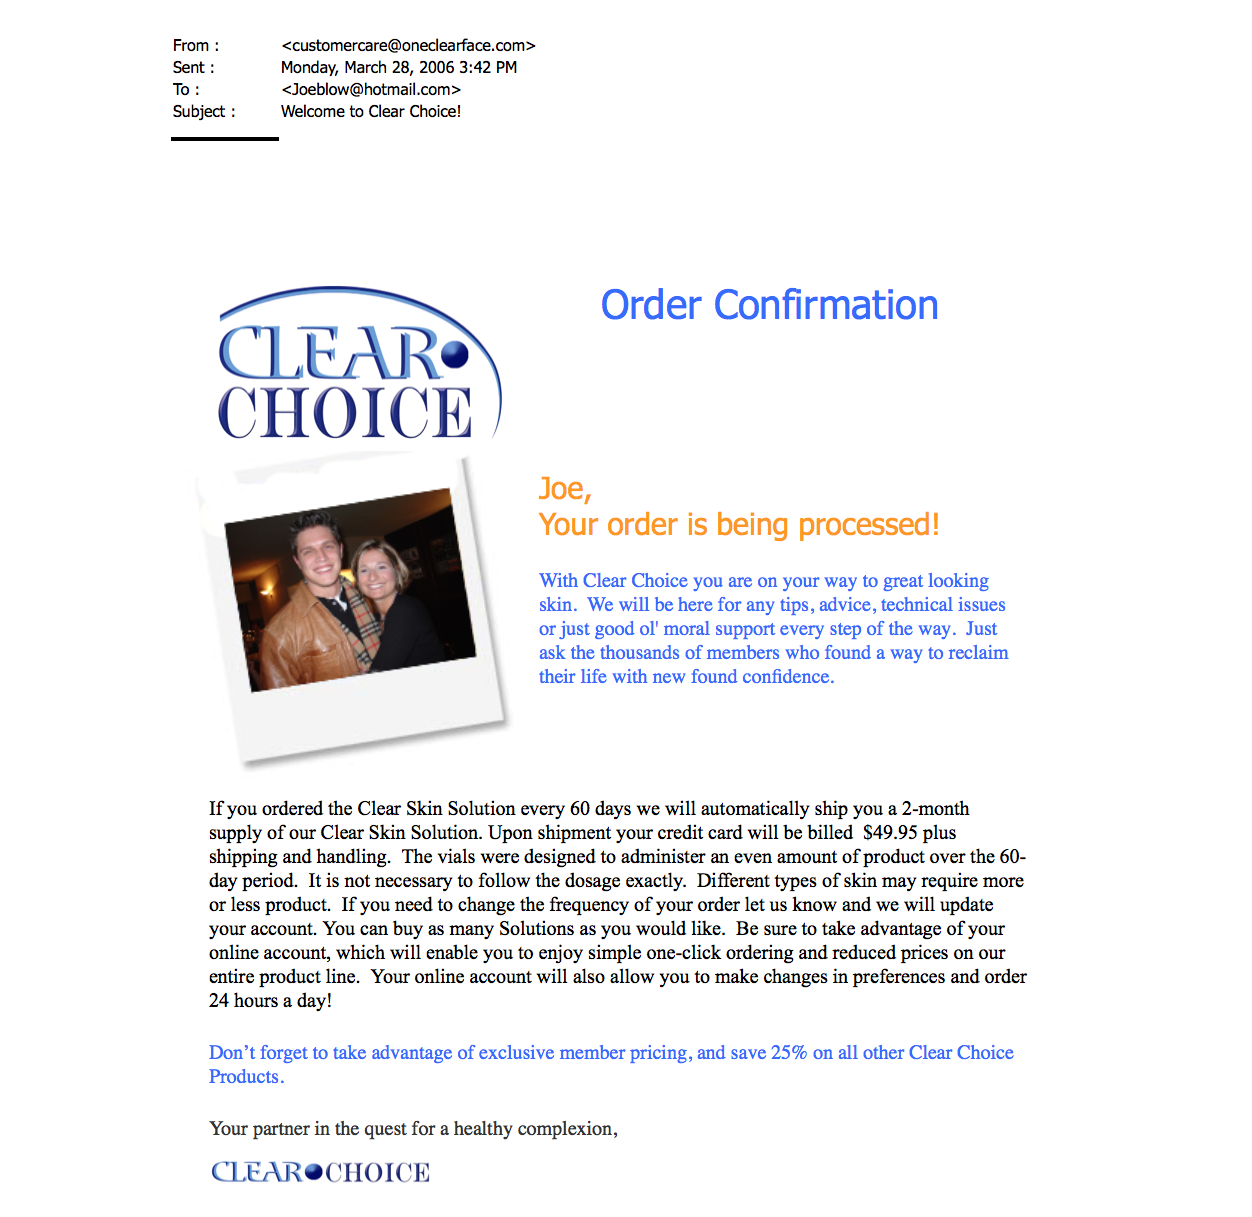 From : <customercare@oneclearface.com>
Sent : Monday, March 28, 2006 3:42 PM
To : <Joeblow@hotmail.com>
Subject : Welcome to Clear Choice!
CLEAR
CHOICE
Order Confirmation
Joe,
Your order is being processed!
With Clear Choice you are on your way to great looking
skin.  We will be here for any tips, advice, technical issues
or just good ol' moral support every step of the way.  Just
ask the thousands of members who found a way to reclaim
their life with new found confidence.
If you ordered the Clear Skin Solution every 60 days we will automatically ship you a 2-month
supply of our Clear Skin Solution. Upon shipment your credit card will be billed  $49.95 plus
shipping and handling.  The vials were designed to administer an even amount of product over the 60-
day period.  It is not necessary to follow the dosage exactly.  Different types of skin may require more
or less product.  If you need to change the frequency of your order let us know and we will update
your account. You can buy as many Solutions as you would like.  Be sure to take advantage of your
online account, which will enable you to enjoy simple one-click ordering and reduced prices on our
entire product line.  Your online account will also allow you to make changes in preferences and order
24 hours a day!
Don’t forget to take advantage of exclusive member pricing, and save 25% on all other Clear Choice
Products.
Your partner in the quest for a healthy complexion,
CLEAR CHOICE